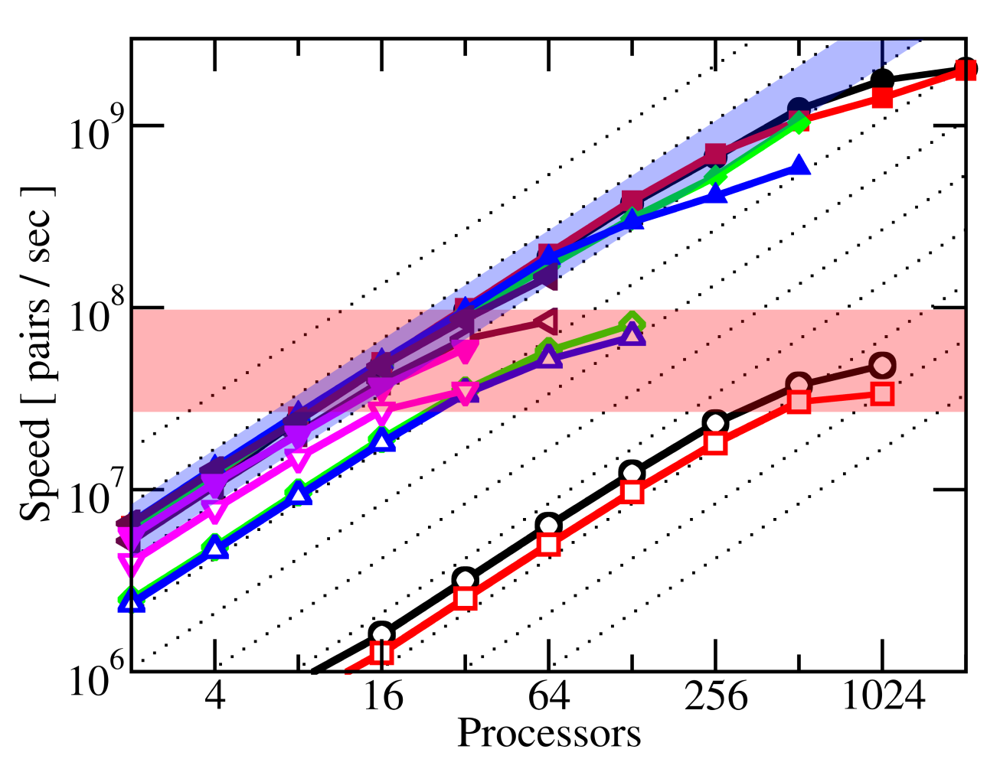 Speed [ pairs / sec ]
10^9
10^8
10^7
10^6
4 16 64 256 1024
Processors